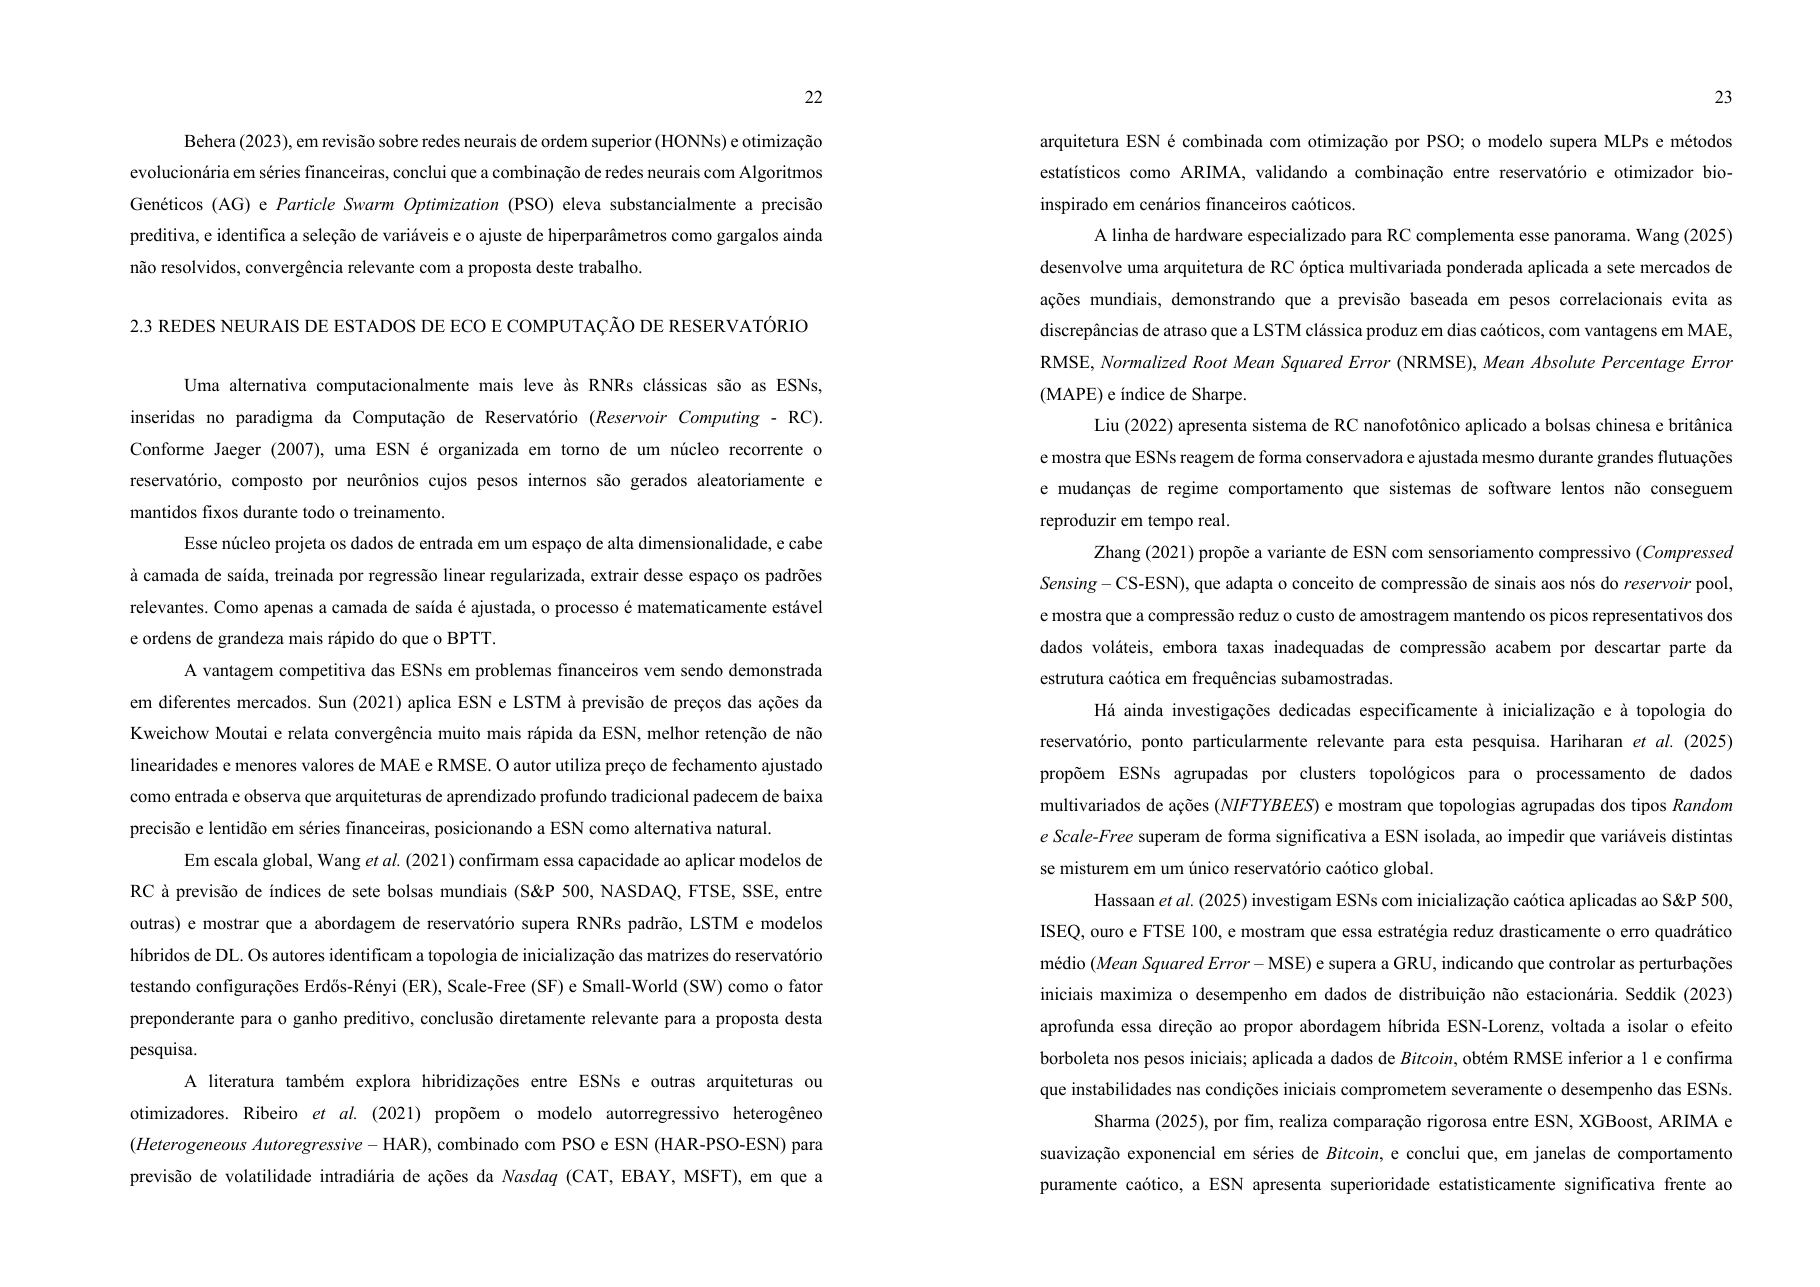 22
Behera (2023), em revisão sobre redes neurais de ordem superior (HONNs) e otimização
evolucionária em séries financeiras, conclui que a combinação de redes neurais com Algoritmos
Genéticos (AG) e Particle Swarm Optimization (PSO) eleva substancialmente a precisão
preditiva, e identifica a seleção de variáveis e o ajuste de hiperparâmetros como gargalos ainda
não resolvidos, convergência relevante com a proposta deste trabalho.
2.3 REDES NEURAIS DE ESTADOS DE ECO E COMPUTAÇÃO DE RESERVATÓRIO
Uma alternativa computacionalmente mais leve às RNRs clássicas são as ESNs,
inseridas no paradigma da Computação de Reservatório (Reservoir Computing - RC).
Conforme Jaeger (2007), uma ESN é organizada em torno de um núcleo recorrente o
reservatório, composto por neurônios cujos pesos internos são gerados aleatoriamente e
mantidos fixos durante todo o treinamento.
Esse núcleo projeta os dados de entrada em um espaço de alta dimensionalidade, e cabe
à camada de saída, treinada por regressão linear regularizada, extrair desse espaço os padrões
relevantes. Como apenas a camada de saída é ajustada, o processo é matematicamente estável
e ordens de grandeza mais rápido do que o BPTT.
A vantagem competitiva das ESNs em problemas financeiros vem sendo demonstrada
em diferentes mercados. Sun (2021) aplica ESN e LSTM à previsão de preços das ações da
Kweichow Moutai e relata convergência muito mais rápida da ESN, melhor retenção de não
linearidades e menores valores de MAE e RMSE. O autor utiliza preço de fechamento ajustado
como entrada e observa que arquiteturas de aprendizado profundo tradicional padecem de baixa
precisão e lentidão em séries financeiras, posicionando a ESN como alternativa natural.
Em escala global, Wang et al. (2021) confirmam essa capacidade ao aplicar modelos de
RC à previsão de índices de sete bolsas mundiais (S&P 500, NASDAQ, FTSE, SSE, entre
outras) e mostrar que a abordagem de reservatório supera RNRs padrão, LSTM e modelos
híbridos de DL. Os autores identificam a topologia de inicialização das matrizes do reservatório
testando configurações Erdős-Rényi (ER), Scale-Free (SF) e Small-World (SW) como o fator
preponderante para o ganho preditivo, conclusão diretamente relevante para a proposta desta
pesquisa.
A literatura também explora hibridizações entre ESNs e outras arquiteturas ou
otimizadores. Ribeiro et al. (2021) propõem o modelo autorregressivo heterogêneo
(Heterogeneous Autoregressive – HAR), combinado com PSO e ESN (HAR-PSO-ESN) para
previsão de volatilidade intradiária de ações da Nasdaq (CAT, EBAY, MSFT), em que a
23
arquitetura ESN é combinada com otimização por PSO; o modelo supera MLPs e métodos
estatísticos como ARIMA, validando a combinação entre reservatório e otimizador bio-
inspirado em cenários financeiros caóticos.
A linha de hardware especializado para RC complementa esse panorama. Wang (2025)
desenvolve uma arquitetura de RC óptica multivariada ponderada aplicada a sete mercados de
ações mundiais, demonstrando que a previsão baseada em pesos correlacionais evita as
discrepâncias de atraso que a LSTM clássica produz em dias caóticos, com vantagens em MAE,
RMSE, Normalized Root Mean Squared Error (NRMSE), Mean Absolute Percentage Error
(MAPE) e índice de Sharpe.
Liu (2022) apresenta sistema de RC nanofotônico aplicado a bolsas chinesa e britânica
e mostra que ESNs reagem de forma conservadora e ajustada mesmo durante grandes flutuações
e mudanças de regime comportamento que sistemas de software lentos não conseguem
reproduzir em tempo real.
Zhang (2021) propõe a variante de ESN com sensoriamento compressivo (Compressed
Sensing – CS-ESN), que adapta o conceito de compressão de sinais aos nós do reservoir pool,
e mostra que a compressão reduz o custo de amostragem mantendo os picos representativos dos
dados voláteis, embora taxas inadequadas de compressão acabem por descartar parte da
estrutura caótica em frequências subamostradas.
Há ainda investigações dedicadas especificamente à inicialização e à topologia do
reservatório, ponto particularmente relevante para esta pesquisa. Hariharan et al. (2025)
propõem ESNs agrupadas por clusters topológicos para o processamento de dados
multivariados de ações (NIFTYBEES) e mostram que topologias agrupadas dos tipos Random
e Scale-Free superam de forma significativa a ESN isolada, ao impedir que variáveis distintas
se misturem em um único reservatório caótico global.
Hassaan et al. (2025) investigam ESNs com inicialização caótica aplicadas ao S&P 500,
ISEQ, ouro e FTSE 100, e mostram que essa estratégia reduz drasticamente o erro quadrático
médio (Mean Squared Error – MSE) e supera a GRU, indicando que controlar as perturbações
iniciais maximiza o desempenho em dados de distribuição não estacionária. Seddik (2023)
aprofunda essa direção ao propor abordagem híbrida ESN-Lorenz, voltada a isolar o efeito
borboleta nos pesos iniciais; aplicada a dados de Bitcoin, obtém RMSE inferior a 1 e confirma
que instabilidades nas condições iniciais comprometem severamente o desempenho das ESNs.
Sharma (2025), por fim, realiza comparação rigorosa entre ESN, XGBoost, ARIMA e
suavização exponencial em séries de Bitcoin, e conclui que, em janelas de comportamento
puramente caótico, a ESN apresenta superioridade estatisticamente significativa frente ao